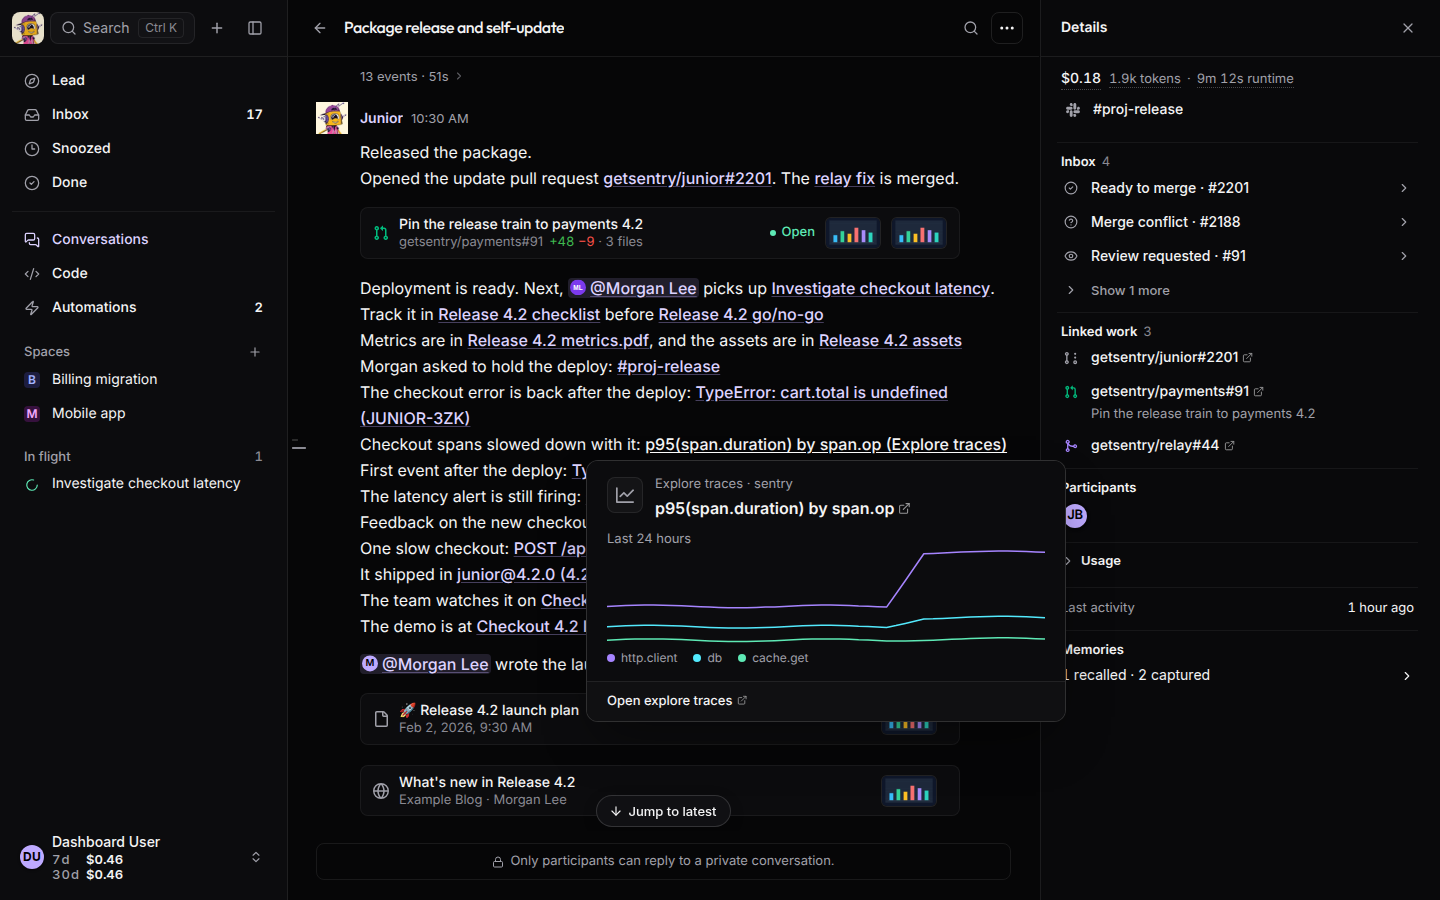 Search Ctrl K
Lead
Inbox 17
Snoozed
Done
Conversations
Code
Automations 2
Spaces
B Billing migration
M Mobile app
In flight 1
Investigate checkout latency
DU Dashboard User
7d $0.46
30d $0.46
Package release and self-update
13 events · 51s
Junior 10:30 AM
Released the package.
Opened the update pull request getsentry/junior#2201. The relay fix is merged.
Pin the release train to payments 4.2
getsentry/payments#91 +48 −9 · 3 files
Open
Deployment is ready. Next, ML @Morgan Lee picks up Investigate checkout latency.
Track it in Release 4.2 checklist before Release 4.2 go/no-go
Metrics are in Release 4.2 metrics.pdf, and the assets are in Release 4.2 assets
Morgan asked to hold the deploy: #proj-release
The checkout error is back after the deploy: TypeError: cart.total is undefined
(JUNIOR-3ZK)
Checkout spans slowed down with it: p95(span.duration) by span.op (Explore traces)
First event after the deploy: Ty
The latency alert is still firing:
Feedback on the new checkou
One slow checkout: POST /ap
It shipped in junior@4.2.0 (4.2
The team watches it on Check
The demo is at Checkout 4.2
M @Morgan Lee wrote the lau
🚀 Release 4.2 launch plan
Feb 2, 2026, 9:30 AM
What's new in Release 4.2
Example Blog · Morgan Lee
Jump to latest
Only participants can reply to a private conversation.
Explore traces · sentry
p95(span.duration) by span.op
Last 24 hours
http.client db cache.get
Open explore traces
Details
$0.18 1.9k tokens · 9m 12s runtime
#proj-release
Inbox 4
Ready to merge · #2201
Merge conflict · #2188
Review requested · #91
Show 1 more
Linked work 3
getsentry/junior#2201
getsentry/payments#91
Pin the release train to payments 4.2
getsentry/relay#44
Participants
JB
Usage
Last activity 1 hour ago
Memories
1 recalled · 2 captured